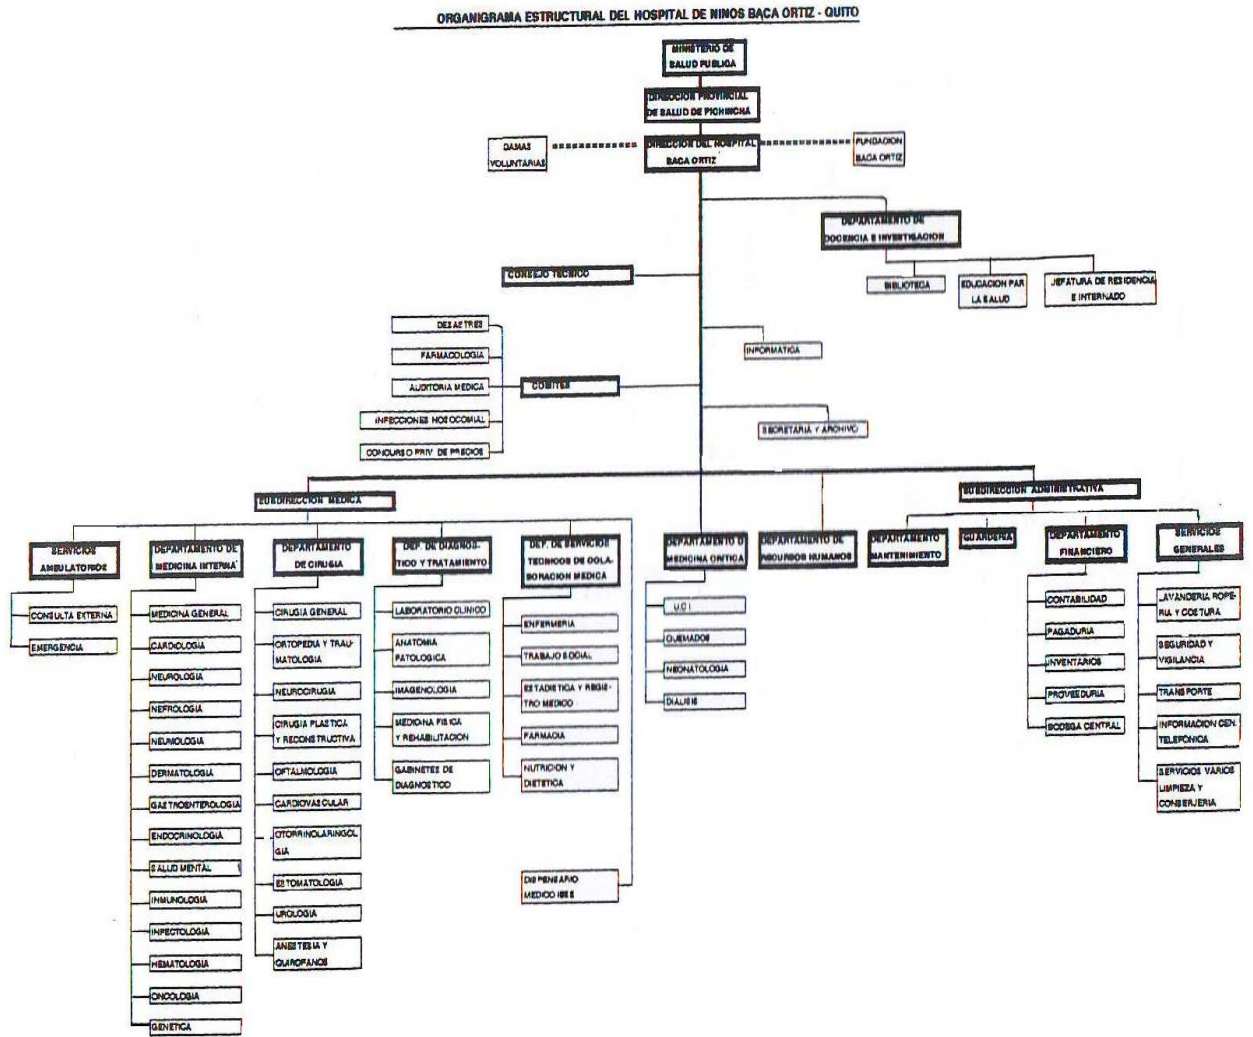 ORGANIGRAMA ESTRUCTURAL DEL HOSPITAL DE NIÑOS BACA ORTIZ - QUITO
MINISTERIO DE
SALUD PUBLICA
DIRECCION PROVINCIAL
DE SALUD DE PICHINCHA
DAMAS
VOLUNTARIAS
DIRECCION DEL HOSPITAL
BACA ORTIZ
FUNDACION
BACA ORTIZ
DEPARTAMENTO DE
DOCENCIA E INVESTIGACION
BIBLIOTECA
EDUCACION PAR
LA SALUD
JEFATURA DE RESIDENCIA
E INTERNADO
CONSEJO TECNICO
DESASTRES
FARMACOLOGIA
AUDITORIA MEDICA
INFECCIONES NOSOCOMIAL
CONCURSO PRIV. DE PRECIOS
COMITES
INFORMATICA
SECRETARIA Y ARCHIVO
SUBDIRECCION MEDICA
SUBDIRECCION ADMINISTRATIVA
SERVICIOS
AMBULATORIOS
CONSULTA EXTERNA
EMERGENCIA
DEPARTAMENTO DE
MEDICINA INTERNA
MEDICINA GENERAL
CARDIOLOGIA
NEUROLOGIA
NEFROLOGIA
NEUMOLOGIA
DERMATOLOGIA
GASTROENTEROLOGIA
ENDOCRINOLOGIA
SALUD MENTAL
INMUNOLOGIA
INFECTOLOGIA
HEMATOLOGIA
ONCOLOGIA
GENETICA
DEPARTAMENTO
DE CIRUGIA
CIRUGIA GENERAL
ORTOPEDIA Y TRAU-
MATOLOGIA
NEUROCIRUGIA
CIRUGIA PLASTICA
Y RECONSTRUCTIVA
OFTALMOLOGIA
CARDIOVASCULAR
OTORRINOLARINGOL
GIA
ESTOMATOLOGIA
UROLOGIA
ANESTESIA Y
QUIROFANOS
DEP. DE DIAGNOS-
TICO Y TRATAMIENTO
LABORATORIO CLINICO
ANATOMIA
PATOLOGICA
IMAGENOLOGIA
MEDICINA FISICA
Y REHABILITACION
GABINETES DE
DIAGNOSTICO
DEP. DE SERVICIOS
TECNICOS DE COLA-
BORACION MEDICA
ENFERMERIA
TRABAJO SOCIAL
ESTADISTICA Y REGIS-
TRO MEDICO
FARMACIA
NUTRICION Y
DIETETICA
DISPENSARIO
MEDICO IESS
DEPARTAMENTO D
MEDICINA CRITICA
U.C.I
QUEMADOS
NEONATOLOGIA
DIALISIS
DEPARTAMENTO DE
RECURSOS HUMANOS
DEPARTAMENTO
MANTENIMIENTO
GUARDERIA
DEPARTAMENTO
FINANCIERO
CONTABILIDAD
PAGADURIA
INVENTARIOS
PROVEEDURIA
BODEGA CENTRAL
SERVICIOS
GENERALES
LAVANDERIA ROPE-
RIA Y COSTURA
SEGURIDAD Y
VIGILANCIA
TRANSPORTE
INFORMACION CEN.
TELEFONICA
SERVICIOS VARIOS
LIMPIEZA Y
CONSERJERIA